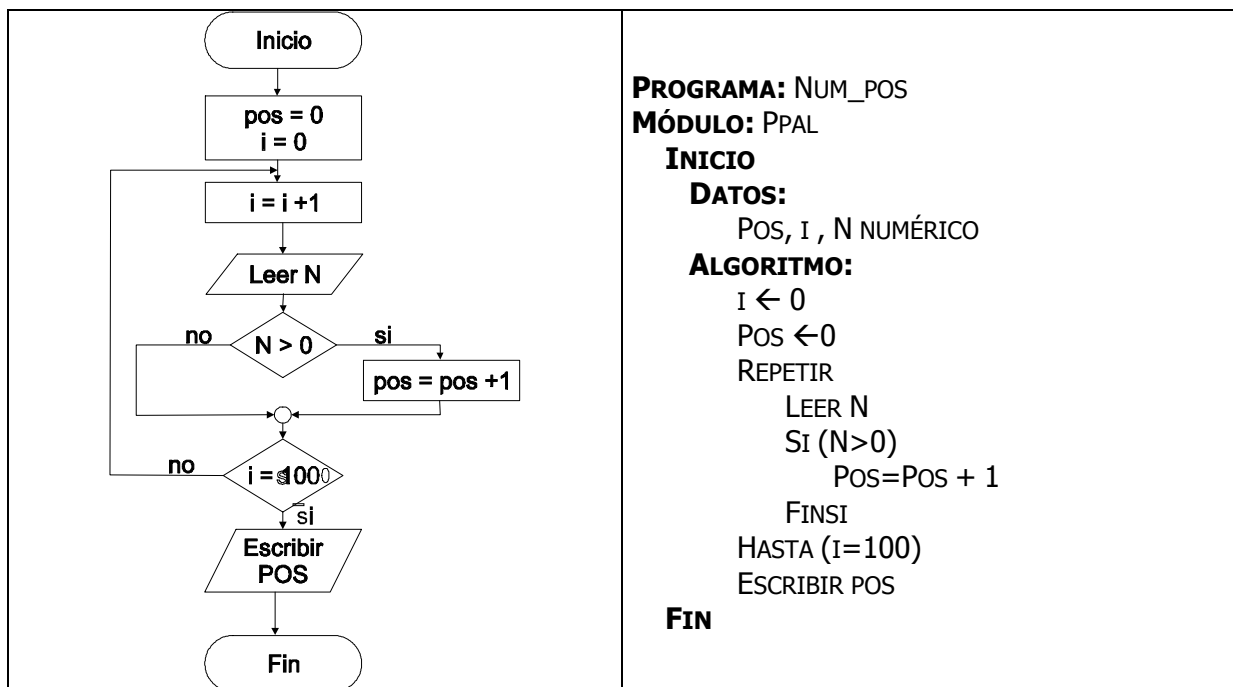 Inicio
pos = 0
i = 0
i = i +1
Leer N
no
N > 0
si
pos = pos +1
no
i = 100
si
Escribir
POS
Fin
PROGRAMA: NUM_POS
MÓDULO: PPAL
INICIO
DATOS:
POS, I , N NUMÉRICO
ALGORITMO:
I ← 0
POS ←0
REPETIR
LEER N
SI (N>0)
POS=POS + 1
FINSI
HASTA (I=100)
ESCRIBIR POS
FIN